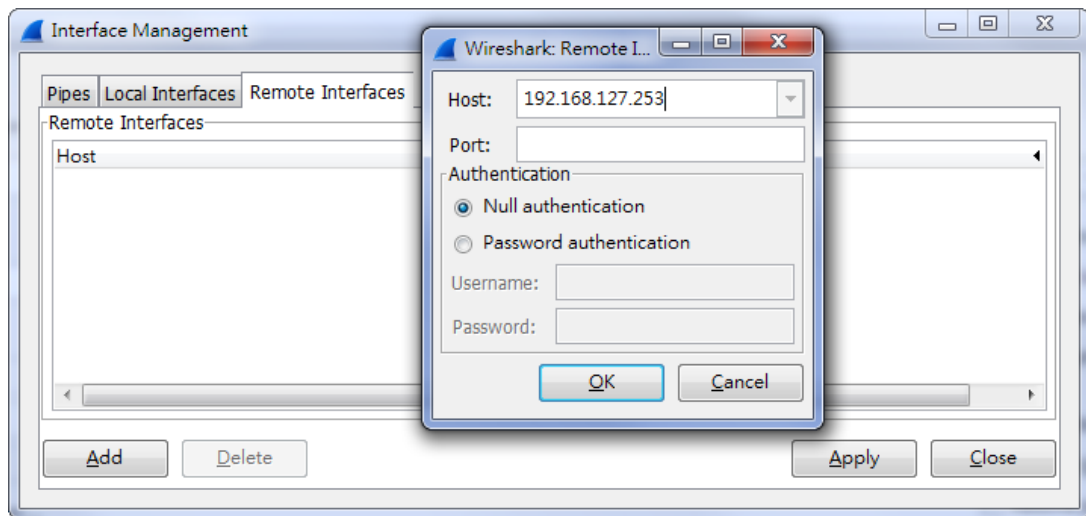 Interface Management
Pipes Local Interfaces Remote Interfaces
Remote Interfaces
Host
Add Delete Apply Close
Wireshark: Remote I...
Host: 192.168.127.253
Port:
Authentication
Null authentication
Password authentication
Username:
Password:
OK Cancel